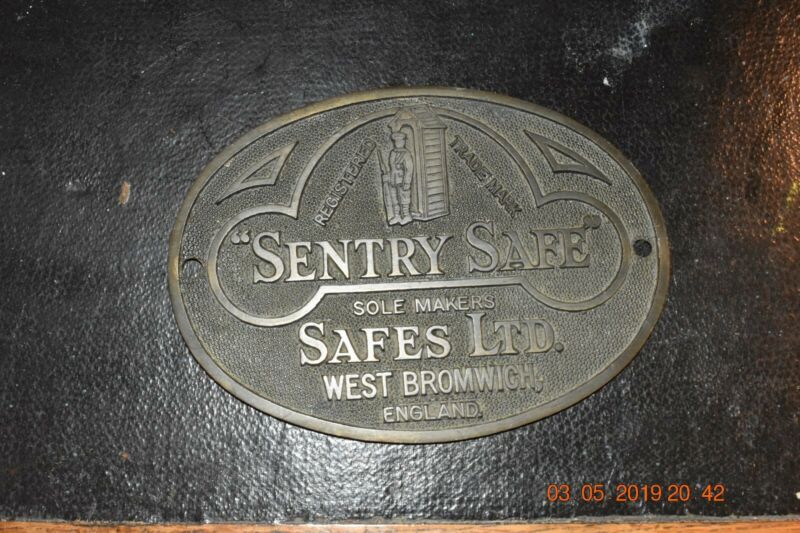 REGISTERED TRADE MARK
"SENTRY SAFE"
SOLE MAKERS
SAFES LTD.
WEST BROMWICH,
ENGLAND.
03 05 2019 20 42